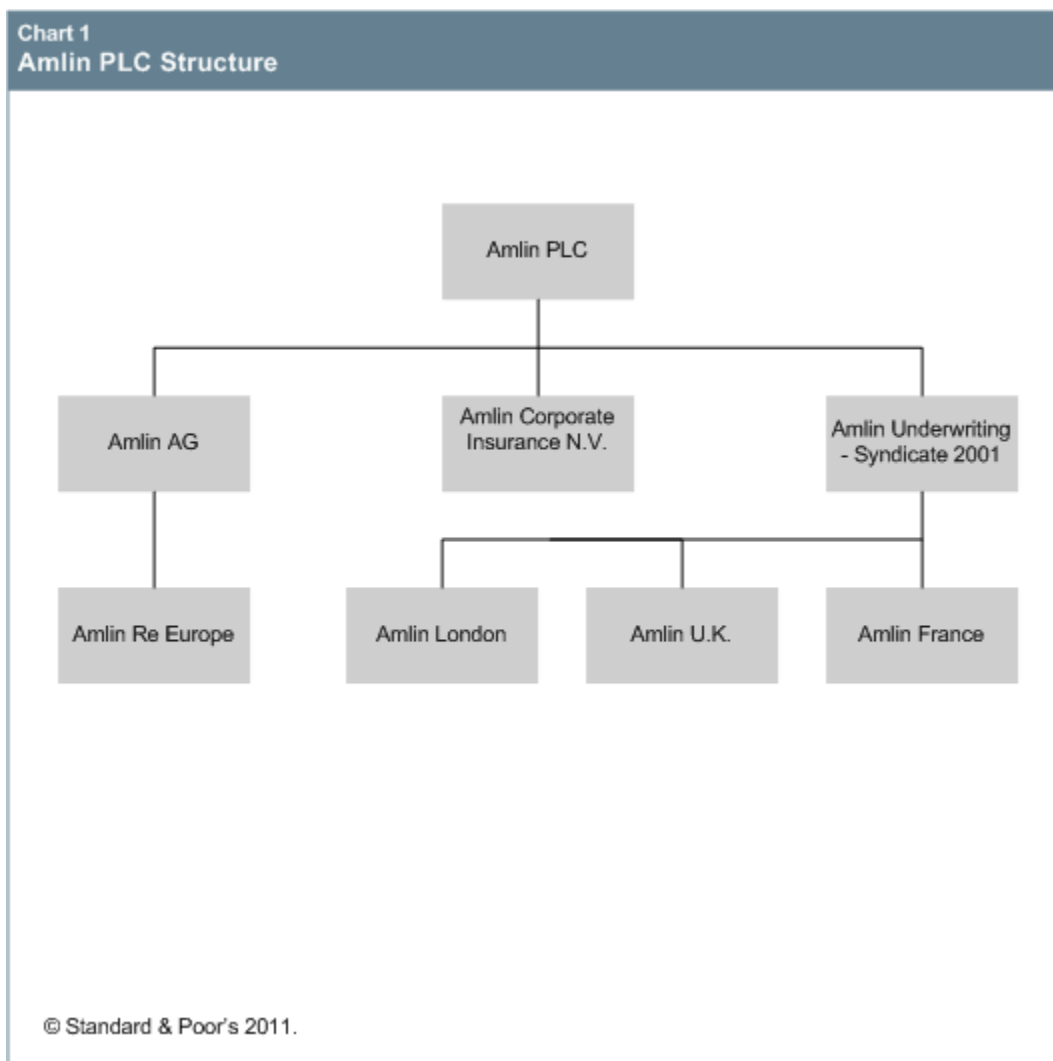 Chart 1
Amlin PLC Structure
Amlin PLC
Amlin AG
Amlin Corporate
Insurance N.V.
Amlin Underwriting
- Syndicate 2001
Amlin Re Europe
Amlin London
Amlin U.K.
Amlin France
© Standard & Poor's 2011.